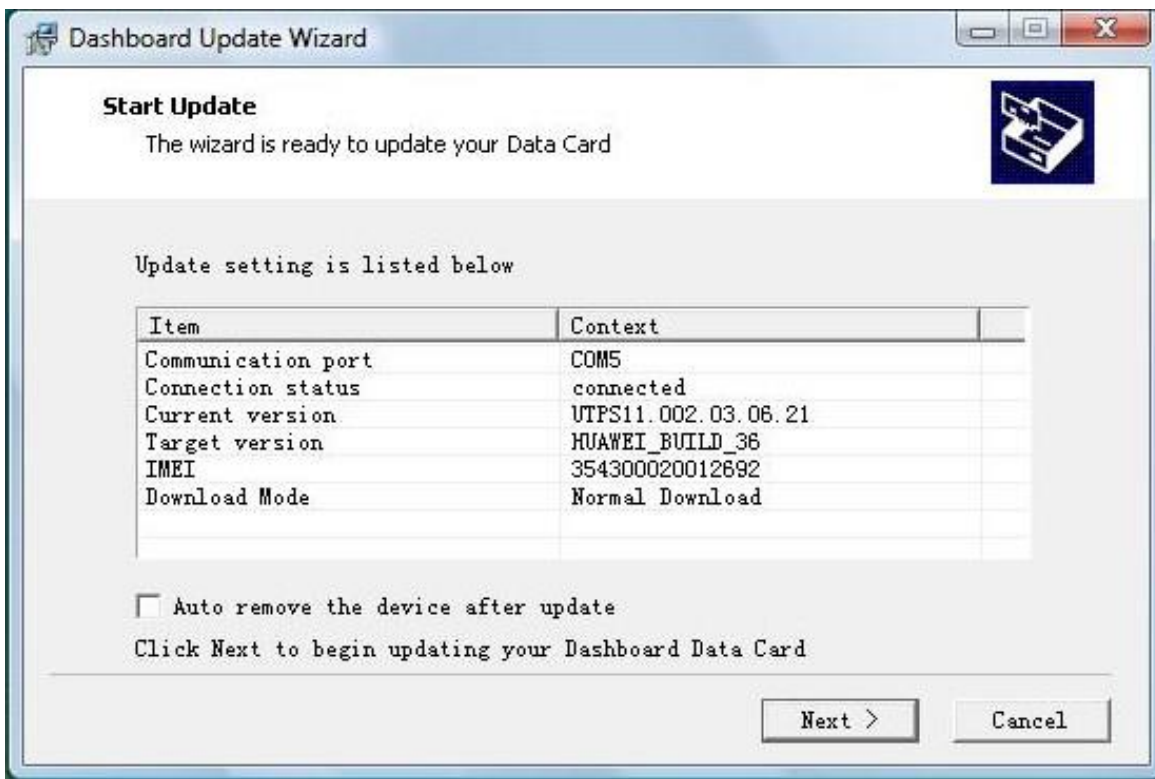 Dashboard Update Wizard
Start Update
The wizard is ready to update your Data Card
Update setting is listed below
Item Context
Communication port COM5
Connection status connected
Current version UTPS11.002.03.06.21
Target version HUAWEI_BUILD_36
IMEI 354300020012692
Download Mode Normal Download
Auto remove the device after update
Click Next to begin updating your Dashboard Data Card
Next > Cancel